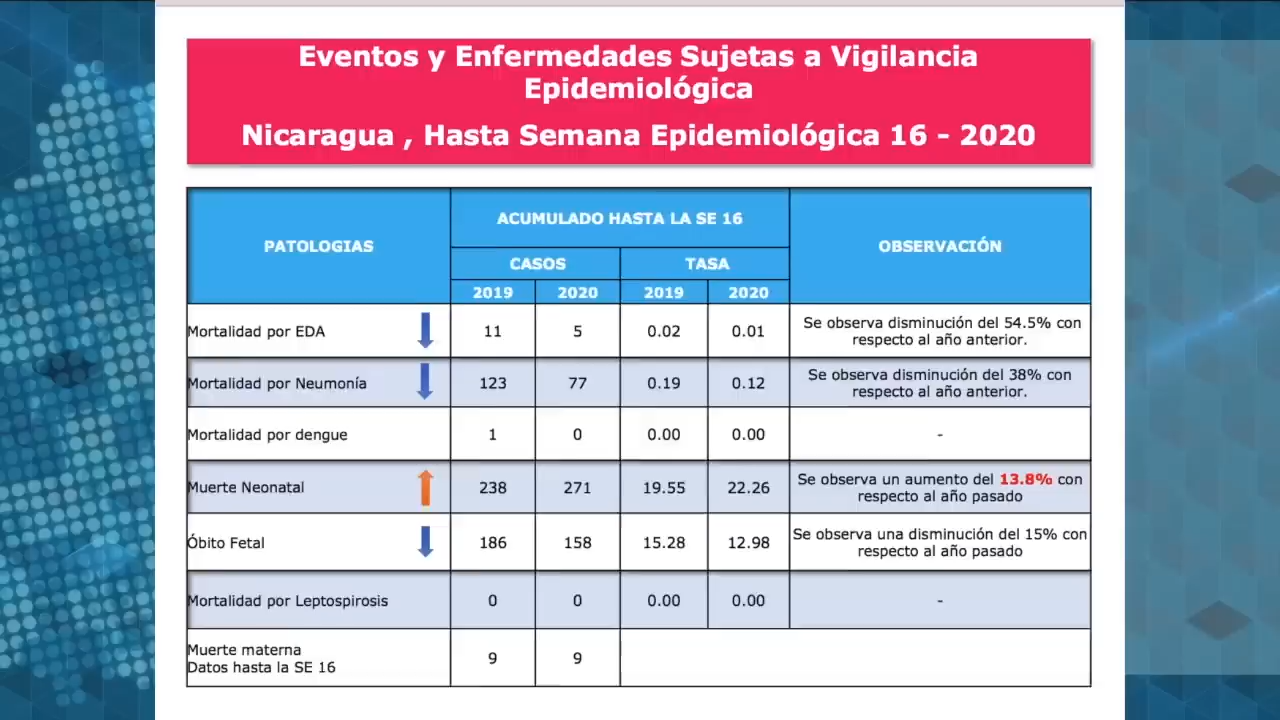 Eventos y Enfermedades Sujetas a Vigilancia
Epidemiológica
Nicaragua , Hasta Semana Epidemiológica 16 - 2020
PATOLOGIAS
ACUMULADO HASTA LA SE 16
OBSERVACIÓN
CASOS TASA
2019 2020 2019 2020
Mortalidad por EDA 11 5 0.02 0.01 Se observa disminución del 54.5% con
respecto al año anterior.
Mortalidad por Neumonía 123 77 0.19 0.12 Se observa disminución del 38% con
respecto al año anterior.
Mortalidad por dengue 1 0 0.00 0.00 -
Muerte Neonatal 238 271 19.55 22.26 Se observa un aumento del 13.8% con
respecto al año pasado
Óbito Fetal 186 158 15.28 12.98 Se observa una disminución del 15% con
respecto al año pasado
Mortalidad por Leptospirosis 0 0 0.00 0.00 -
Muerte materna
Datos hasta la SE 16 9 9